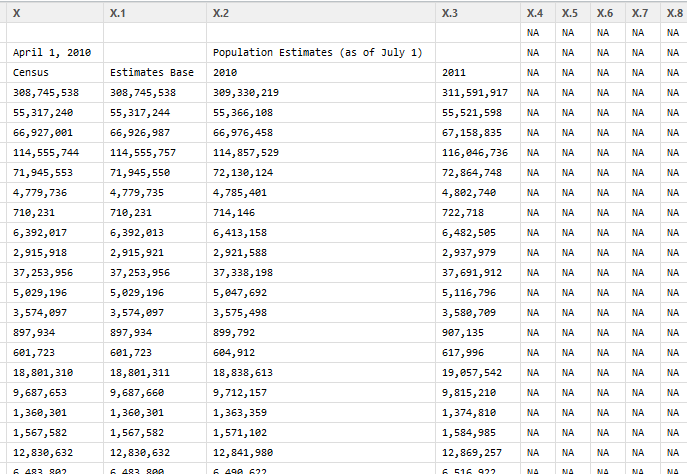 X X.1 X.2 X.3 X.4 X.5 X.6 X.7 X.8
NA NA NA NA NA
April 1, 2010 Population Estimates (as of July 1) NA NA NA NA NA
Census Estimates Base 2010 2011 NA NA NA NA NA
308,745,538 308,745,538 309,330,219 311,591,917 NA NA NA NA NA
55,317,240 55,317,244 55,366,108 55,521,598 NA NA NA NA NA
66,927,001 66,926,987 66,976,458 67,158,835 NA NA NA NA NA
114,555,744 114,555,757 114,857,529 116,046,736 NA NA NA NA NA
71,945,553 71,945,550 72,130,124 72,864,748 NA NA NA NA NA
4,779,736 4,779,735 4,785,401 4,802,740 NA NA NA NA NA
710,231 710,231 714,146 722,718 NA NA NA NA NA
6,392,017 6,392,013 6,413,158 6,482,505 NA NA NA NA NA
2,915,918 2,915,921 2,921,588 2,937,979 NA NA NA NA NA
37,253,956 37,253,956 37,338,198 37,691,912 NA NA NA NA NA
5,029,196 5,029,196 5,047,692 5,116,796 NA NA NA NA NA
3,574,097 3,574,097 3,575,498 3,580,709 NA NA NA NA NA
897,934 897,934 899,792 907,135 NA NA NA NA NA
601,723 601,723 604,912 617,996 NA NA NA NA NA
18,801,310 18,801,311 18,838,613 19,057,542 NA NA NA NA NA
9,687,653 9,687,660 9,712,157 9,815,210 NA NA NA NA NA
1,360,301 1,360,301 1,363,359 1,374,810 NA NA NA NA NA
1,567,582 1,567,582 1,571,102 1,584,985 NA NA NA NA NA
12,830,632 12,830,632 12,841,980 12,869,257 NA NA NA NA NA
6,483,802 6,483,800 6,490,622 6,516,922 NA NA NA NA NA